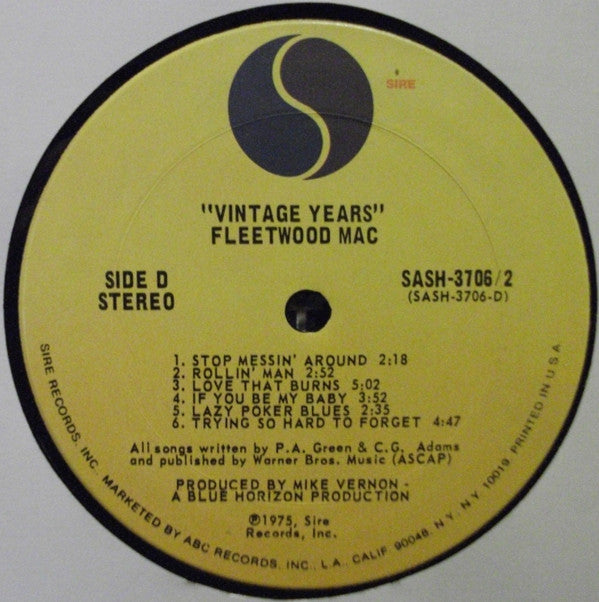 SIRE
"VINTAGE YEARS"
FLEETWOOD MAC
SIDE D
STEREO
SASH-3706/2
(SASH-3706-D)
1. STOP MESSIN' AROUND 2:18
2. ROLLIN' MAN 2:52
3. LOVE THAT BURNS 5:02
4. IF YOU BE MY BABY 3:52
5. LAZY POKER BLUES 2:35
6. TRYING SO HARD TO FORGET 4:47
All songs written by P.A. Green & C.G. Adams
and published by Warner Bros. Music (ASCAP)
PRODUCED BY MIKE VERNON -
A BLUE HORIZON PRODUCTION
℗1975, Sire
Records, Inc.
SIRE RECORDS, INC. MARKETED BY ABC RECORDS, INC., L.A., CALIF. 90048, N.Y., N.Y. 10019. PRINTED IN U.S.A.